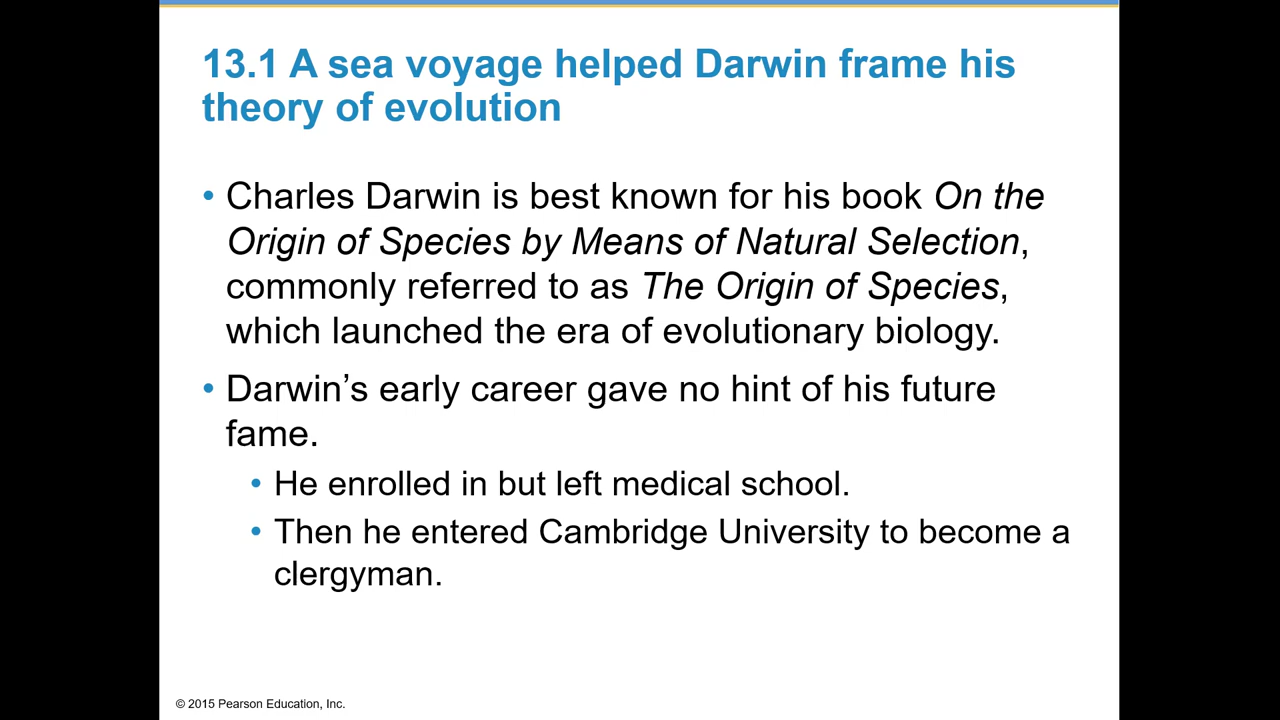 13.1 A sea voyage helped Darwin frame his
theory of evolution
• Charles Darwin is best known for his book On the
Origin of Species by Means of Natural Selection,
commonly referred to as The Origin of Species,
which launched the era of evolutionary biology.
• Darwin’s early career gave no hint of his future
fame.
• He enrolled in but left medical school.
• Then he entered Cambridge University to become a
clergyman.
© 2015 Pearson Education, Inc.